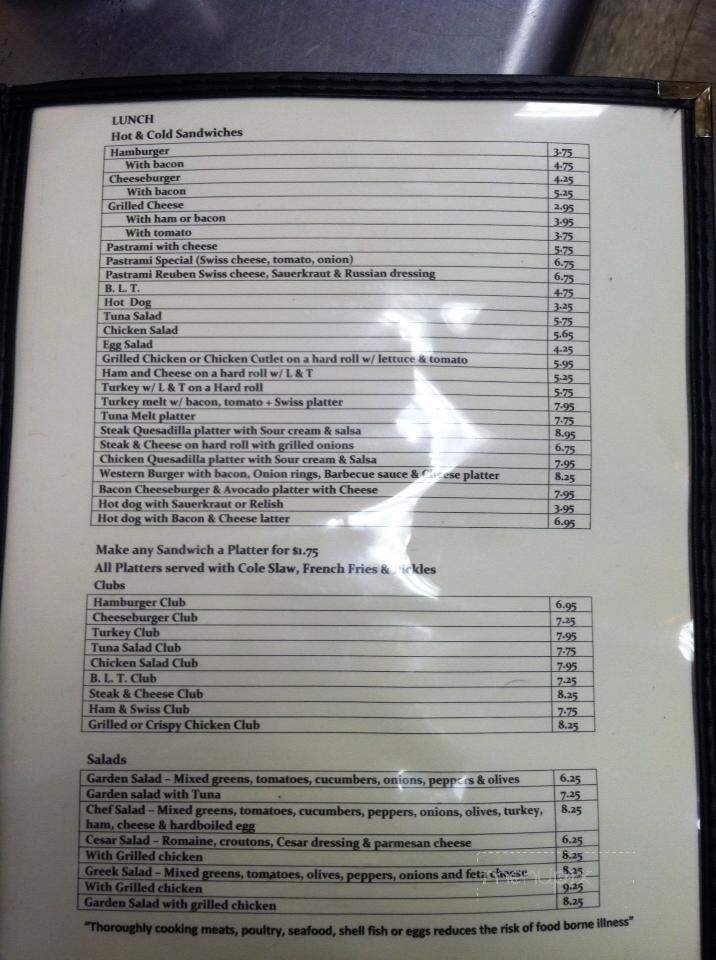 LUNCH
Hot & Cold Sandwiches
Hamburger 3.75
With bacon 4.75
Cheeseburger 4.25
With bacon 5.25
Grilled Cheese 2.95
With ham or bacon 3.95
With tomato 3.75
Pastrami with cheese 5.75
Pastrami Special (Swiss cheese, tomato, onion) 6.75
Pastrami Reuben Swiss cheese, Sauerkraut & Russian dressing 6.75
B. L. T. 4.75
Hot Dog 3.25
Tuna Salad 5.75
Chicken Salad 5.65
Egg Salad 4.25
Grilled Chicken or Chicken Cutlet on a hard roll w/ lettuce & tomato 5.95
Ham and Cheese on a hard roll w/ L & T 5.25
Turkey w/ L & T on a Hard roll 5.75
Turkey melt w/ bacon, tomato + Swiss platter 7.95
Tuna Melt platter 7.75
Steak Quesadilla platter with Sour cream & salsa 8.95
Steak & Cheese on hard roll with grilled onions 6.75
Chicken Quesadilla platter with Sour cream & Salsa 7.95
Western Burger with bacon, Onion rings, Barbecue sauce & Cheese platter 8.25
Bacon Cheeseburger & Avocado platter with Cheese 7.95
Hot dog with Sauerkraut or Relish 3.95
Hot dog with Bacon & Cheese latter 6.95
Make any Sandwich a Platter for $1.75
All Platters served with Cole Slaw, French Fries & Pickles
Clubs
Hamburger Club 6.95
Cheeseburger Club 7.25
Turkey Club 7.95
Tuna Salad Club 7.75
Chicken Salad Club 7.95
B. L. T. Club 7.25
Steak & Cheese Club 8.25
Ham & Swiss Club 7.75
Grilled or Crispy Chicken Club 8.25
Salads
Garden Salad – Mixed greens, tomatoes, cucumbers, onions, peppers & olives 6.25
Garden salad with Tuna 7.25
Chef Salad – Mixed greens, tomatoes, cucumbers, peppers, onions, olives, turkey, 8.25
ham, cheese & hardboiled egg
Cesar Salad – Romaine, croutons, Cesar dressing & parmesan cheese 6.25
With Grilled chicken 8.25
Greek Salad – Mixed greens, tomatoes, olives, peppers, onions and feta cheese 8.25
With Grilled chicken 9.25
Garden Salad with grilled chicken 8.25
"Thoroughly cooking meats, poultry, seafood, shell fish or eggs reduces the risk of food borne illness"